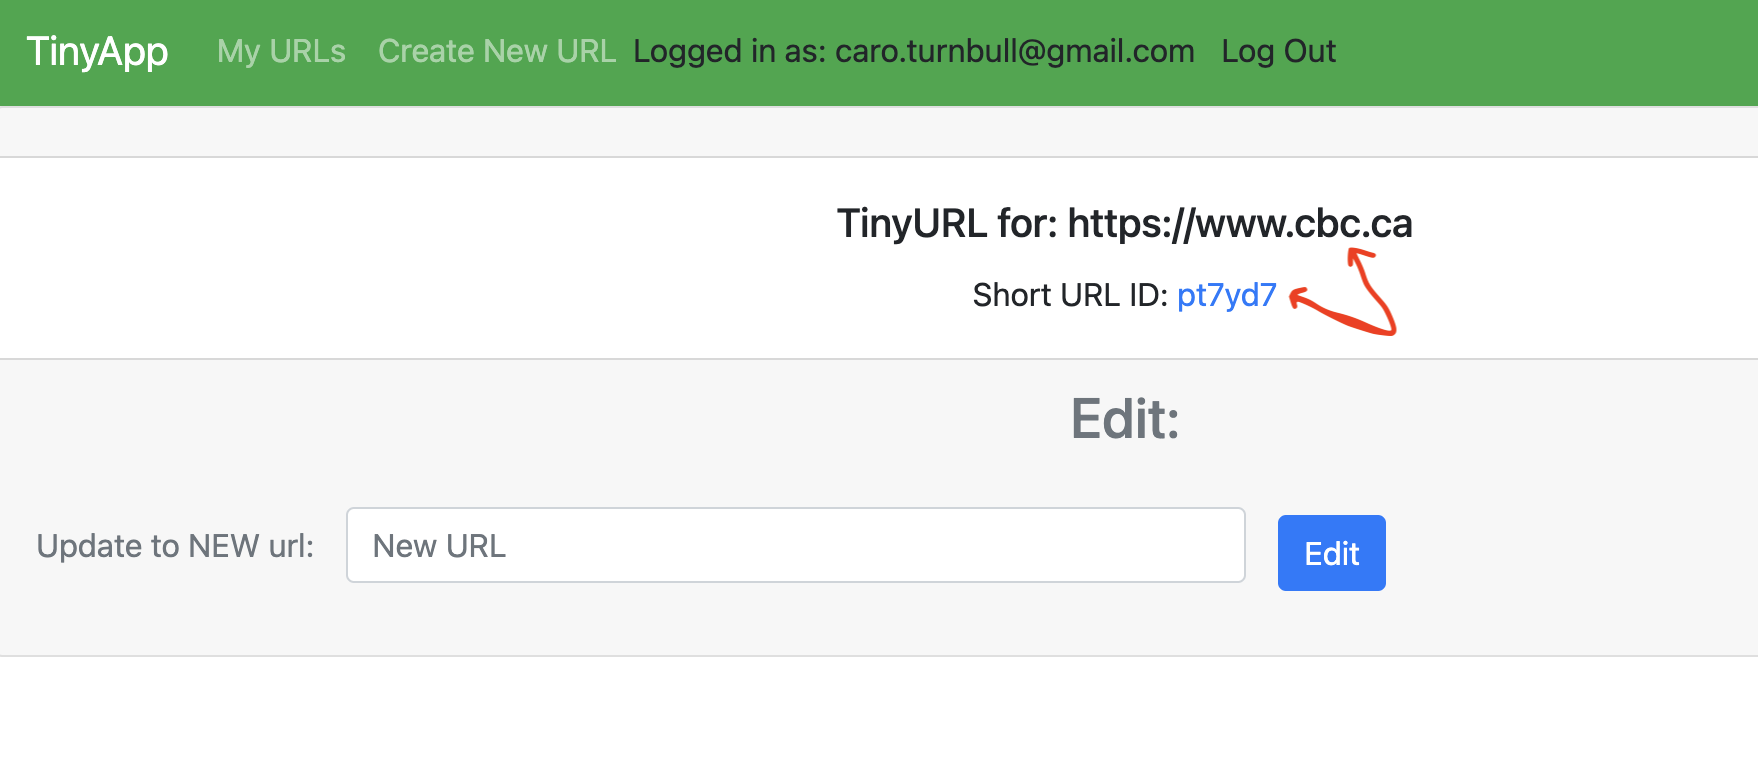 TinyApp My URLs Create New URL Logged in as: caro.turnbull@gmail.com Log Out
TinyURL for: https://www.cbc.ca
Short URL ID: pt7yd7
Edit:
Update to NEW url: New URL Edit